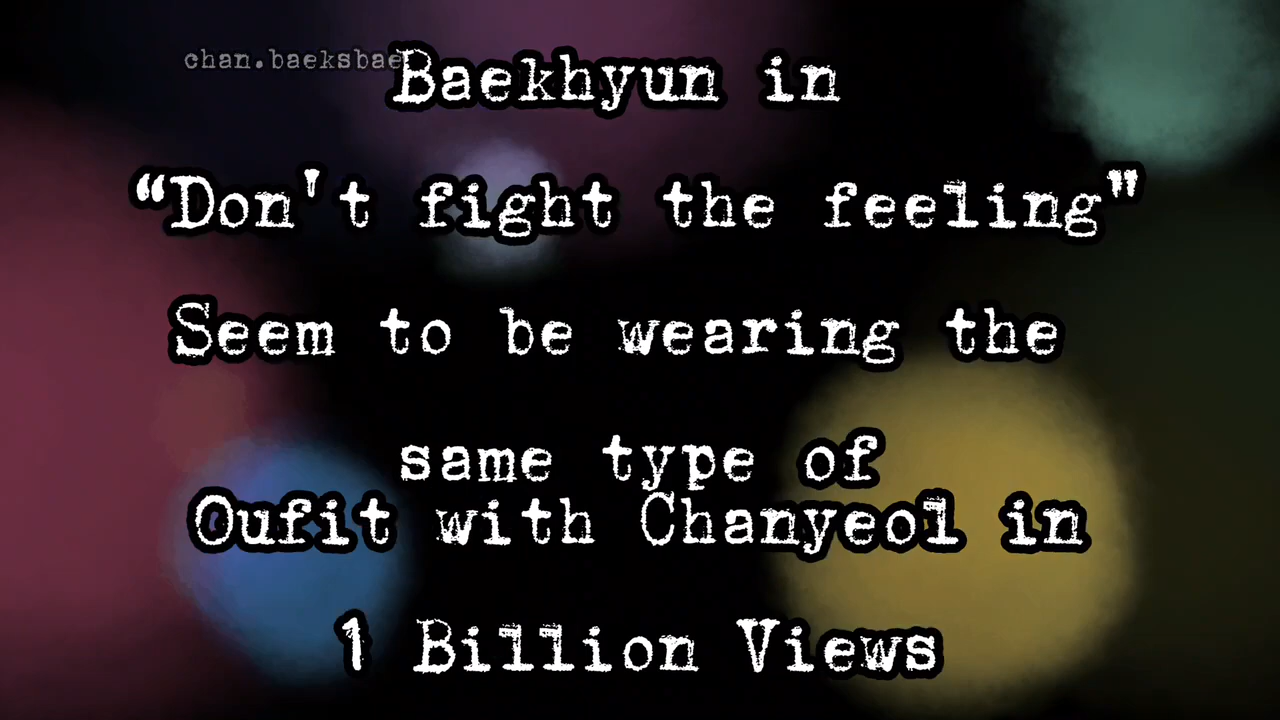 chan.baeksbae
Baekhyun in
“Don't fight the feeling"
Seem to be wearing the
same type of
Oufit with Chanyeol in
1 Billion Views